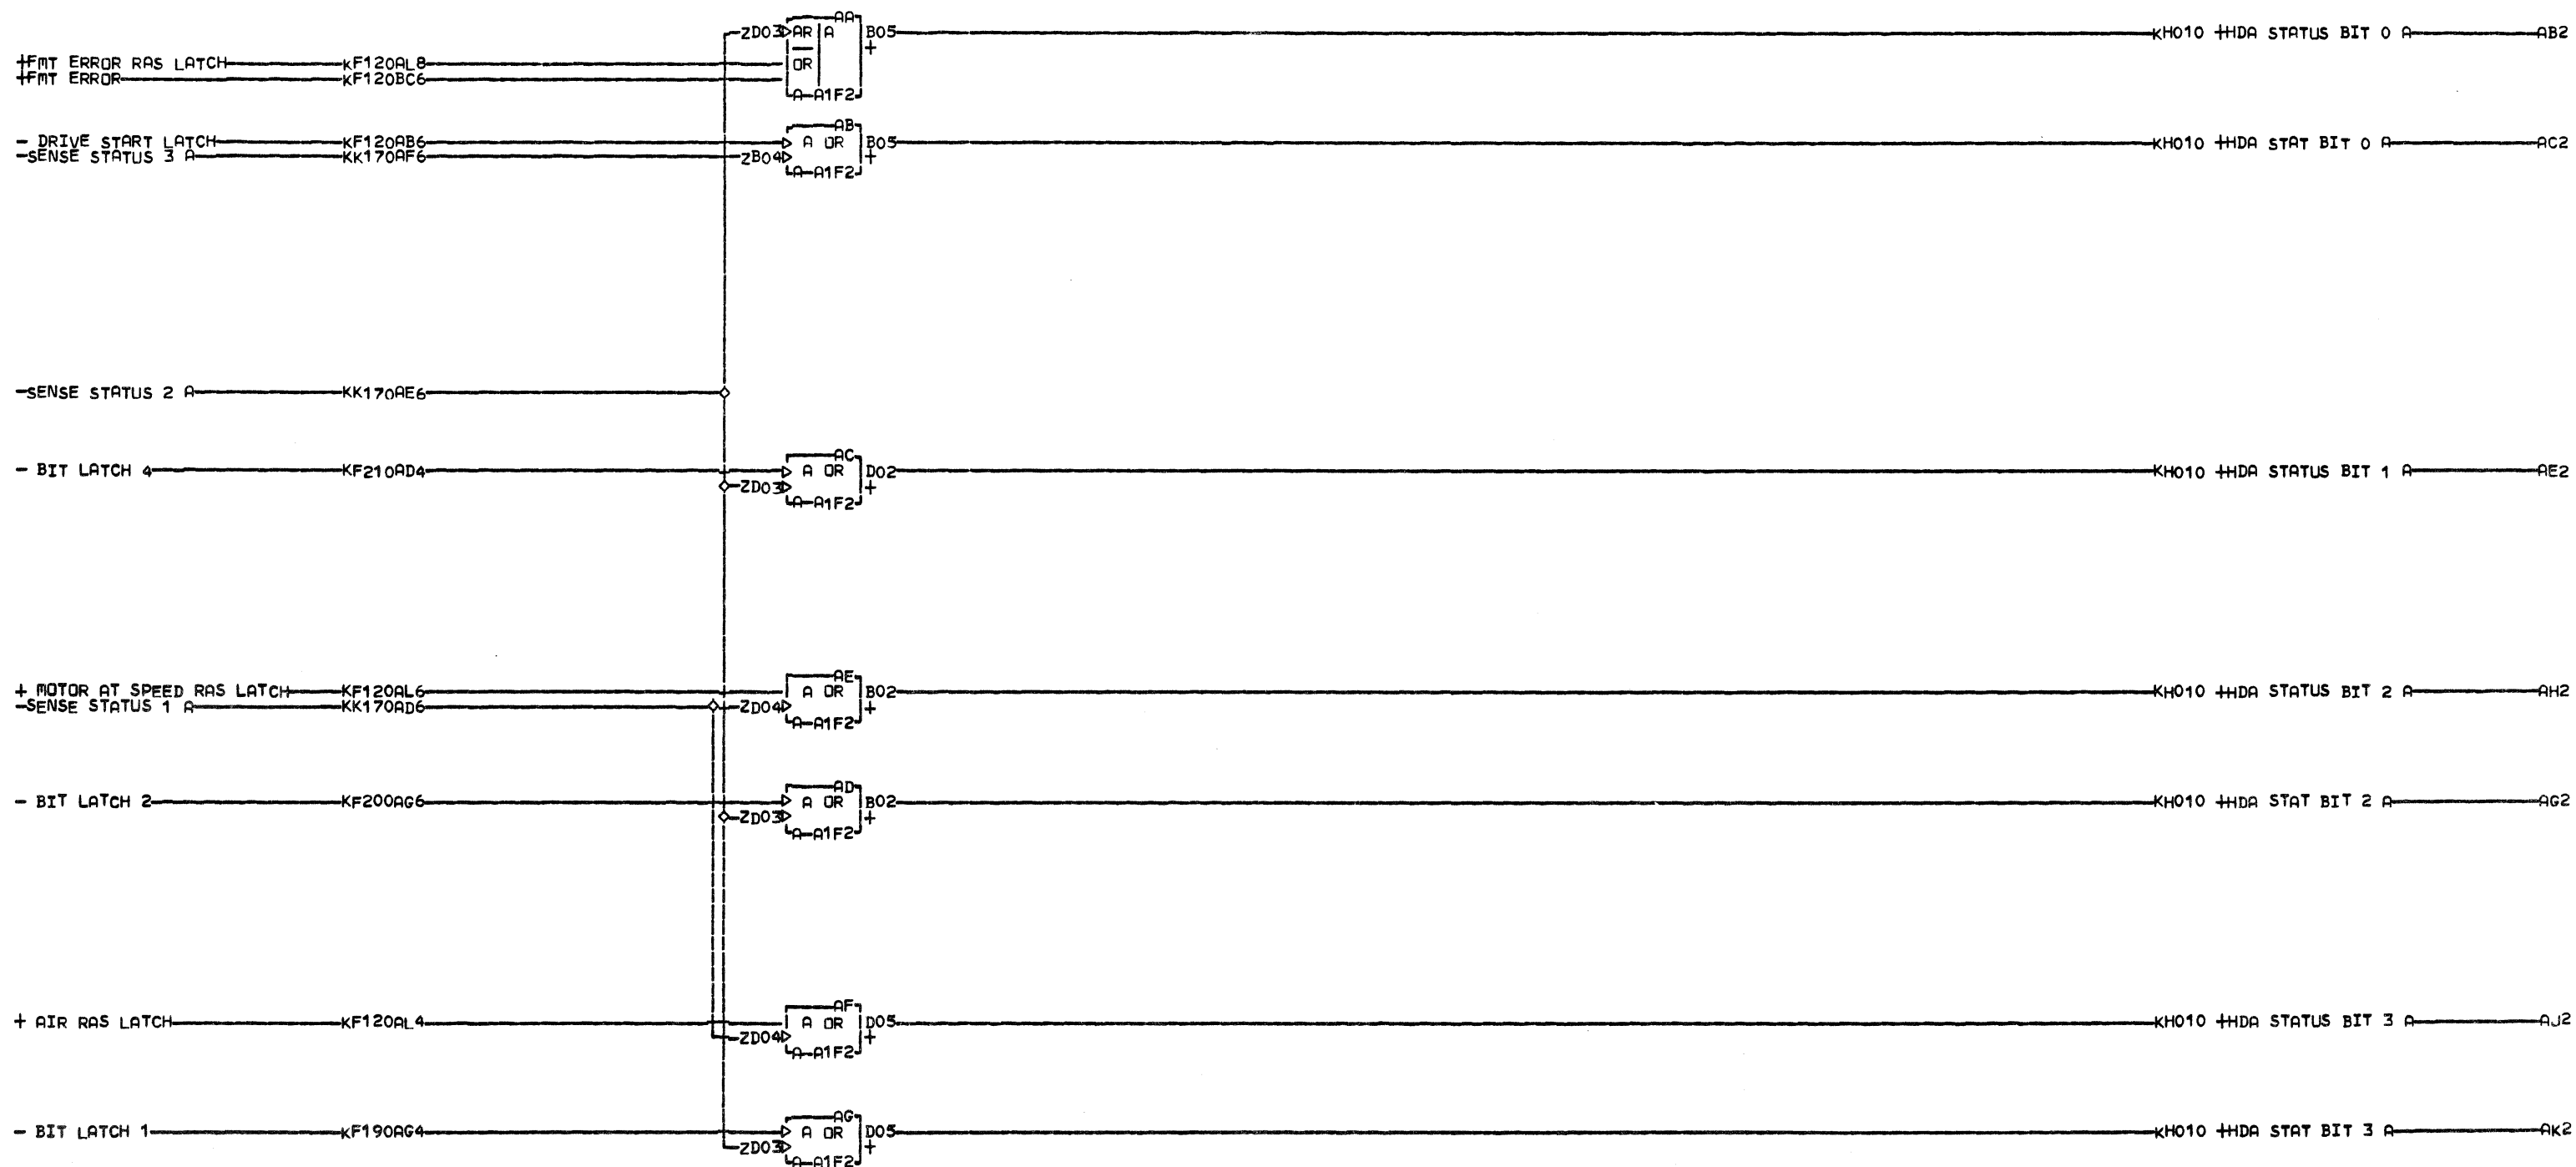 AA
ZD03 AR A B05 KH010 +HDA STATUS BIT 0 A AB2
+
+FMT ERROR RAS LATCH KF120AL8 OR
+FMT ERROR KF120BC6
A-A1F2
AB
- DRIVE START LATCH KF120AB6 A OR B05 KH010 +HDA STAT BIT 0 A AC2
-SENSE STATUS 3 A KK170AF6 ZB04 +
A-A1F2
-SENSE STATUS 2 A KK170AE6
AC
- BIT LATCH 4 KF210AD4 A OR D02 KH010 +HDA STATUS BIT 1 A AE2
ZD03 +
A-A1F2
AE
+ MOTOR AT SPEED RAS LATCH KF120AL6 A OR B02 KH010 +HDA STATUS BIT 2 A AH2
-SENSE STATUS 1 A KK170AD6 ZD04 +
A-A1F2
AD
- BIT LATCH 2 KF200AG6 A OR B02 KH010 +HDA STAT BIT 2 A AG2
ZD03 +
A-A1F2
AF
+ AIR RAS LATCH KF120AL4 A OR D05 KH010 +HDA STATUS BIT 3 A AJ2
ZD04 +
A-A1F2
AG
- BIT LATCH 1 KF190AG4 A OR D05 KH010 +HDA STAT BIT 3 A AK2
ZD03 +
A-A1F2